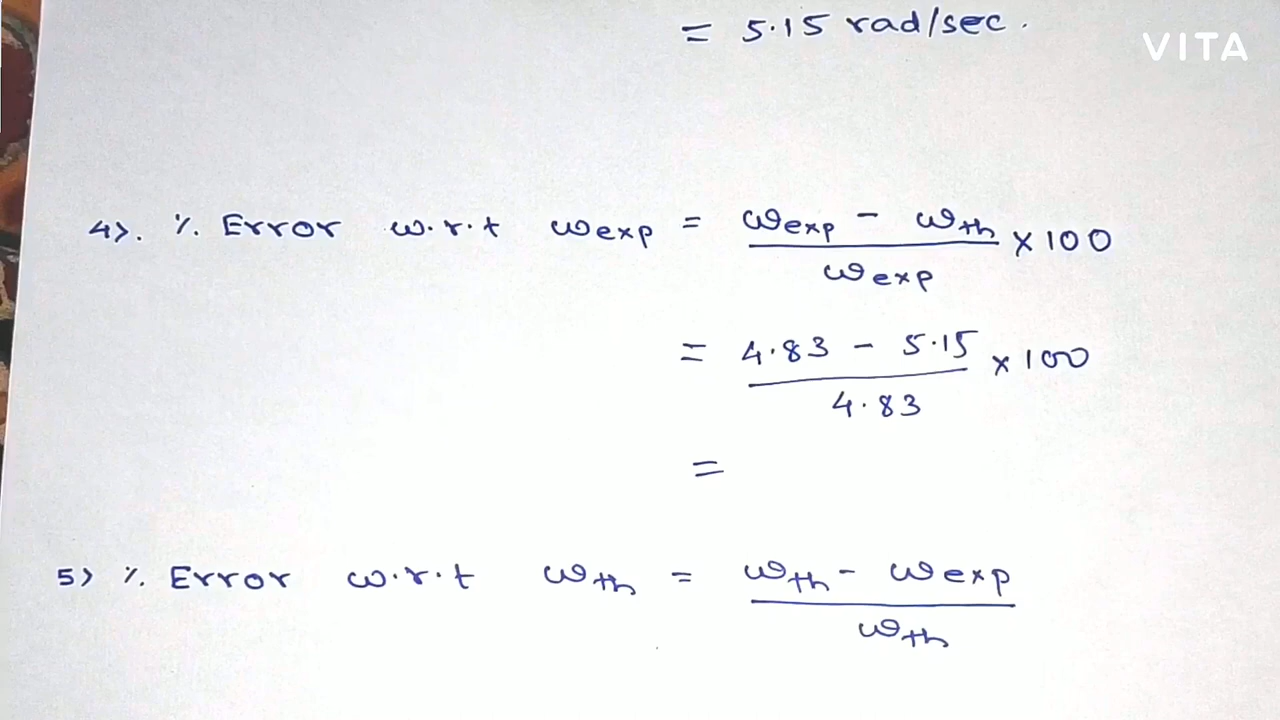 = 5.15 rad/sec.
VITA
4>. % Error w.r.t ωexp = ωexp - ωth / ωexp × 100
= 4.83 - 5.15 / 4.83 × 100
=
5> % Error w.r.t ωth = ωth - ωexp / ωth